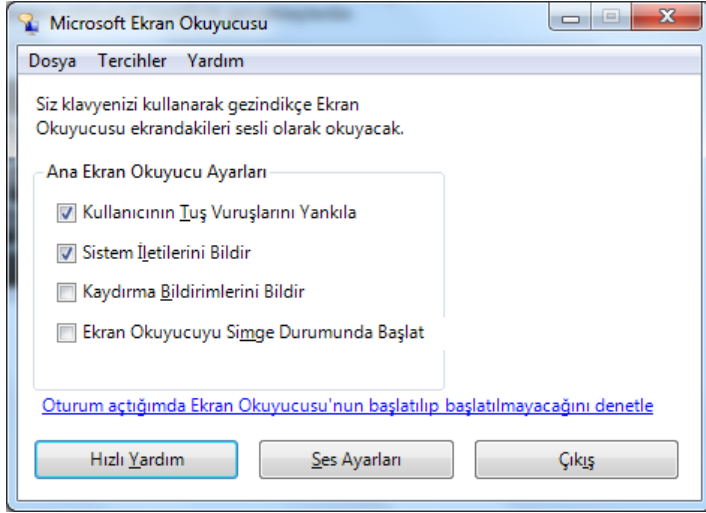 Microsoft Ekran Okuyucusu
Dosya Tercihler Yardım
Siz klavyenizi kullanarak gezindikçe Ekran
Okuyucusu ekrandakileri sesli olarak okuyacak.
Ana Ekran Okuyucu Ayarları
Kullanıcının Tuş Vuruşlarını Yankıla
Sistem İletilerini Bildir
Kaydırma Bildirimlerini Bildir
Ekran Okuyucuyu Simge Durumunda Başlat
Oturum açtığımda Ekran Okuyucusu'nun başlatılıp başlatılmayacağını denetle
Hızlı Yardım Ses Ayarları Çıkış